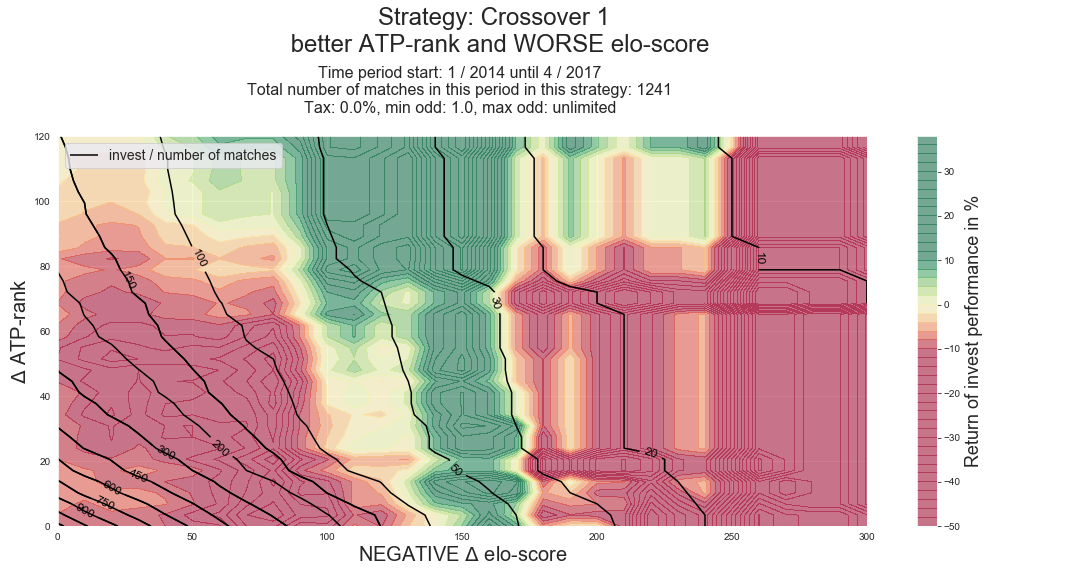 Strategy: Crossover 1
better ATP-rank and WORSE elo-score
Time period start: 1 / 2014 until 4 / 2017
Total number of matches in this period in this strategy: 1241
Tax: 0.0%, min odd: 1.0, max odd: unlimited
invest / number of matches
120
100
80
60
40
20
0
Δ ATP-rank
0 50 100 150 200 250 300
NEGATIVE Δ elo-score
100
150
30
10
200
300
450
600
750
900
50
20
30
20
10
0
−10
−20
−30
−40
−50
Return of invest performance in %